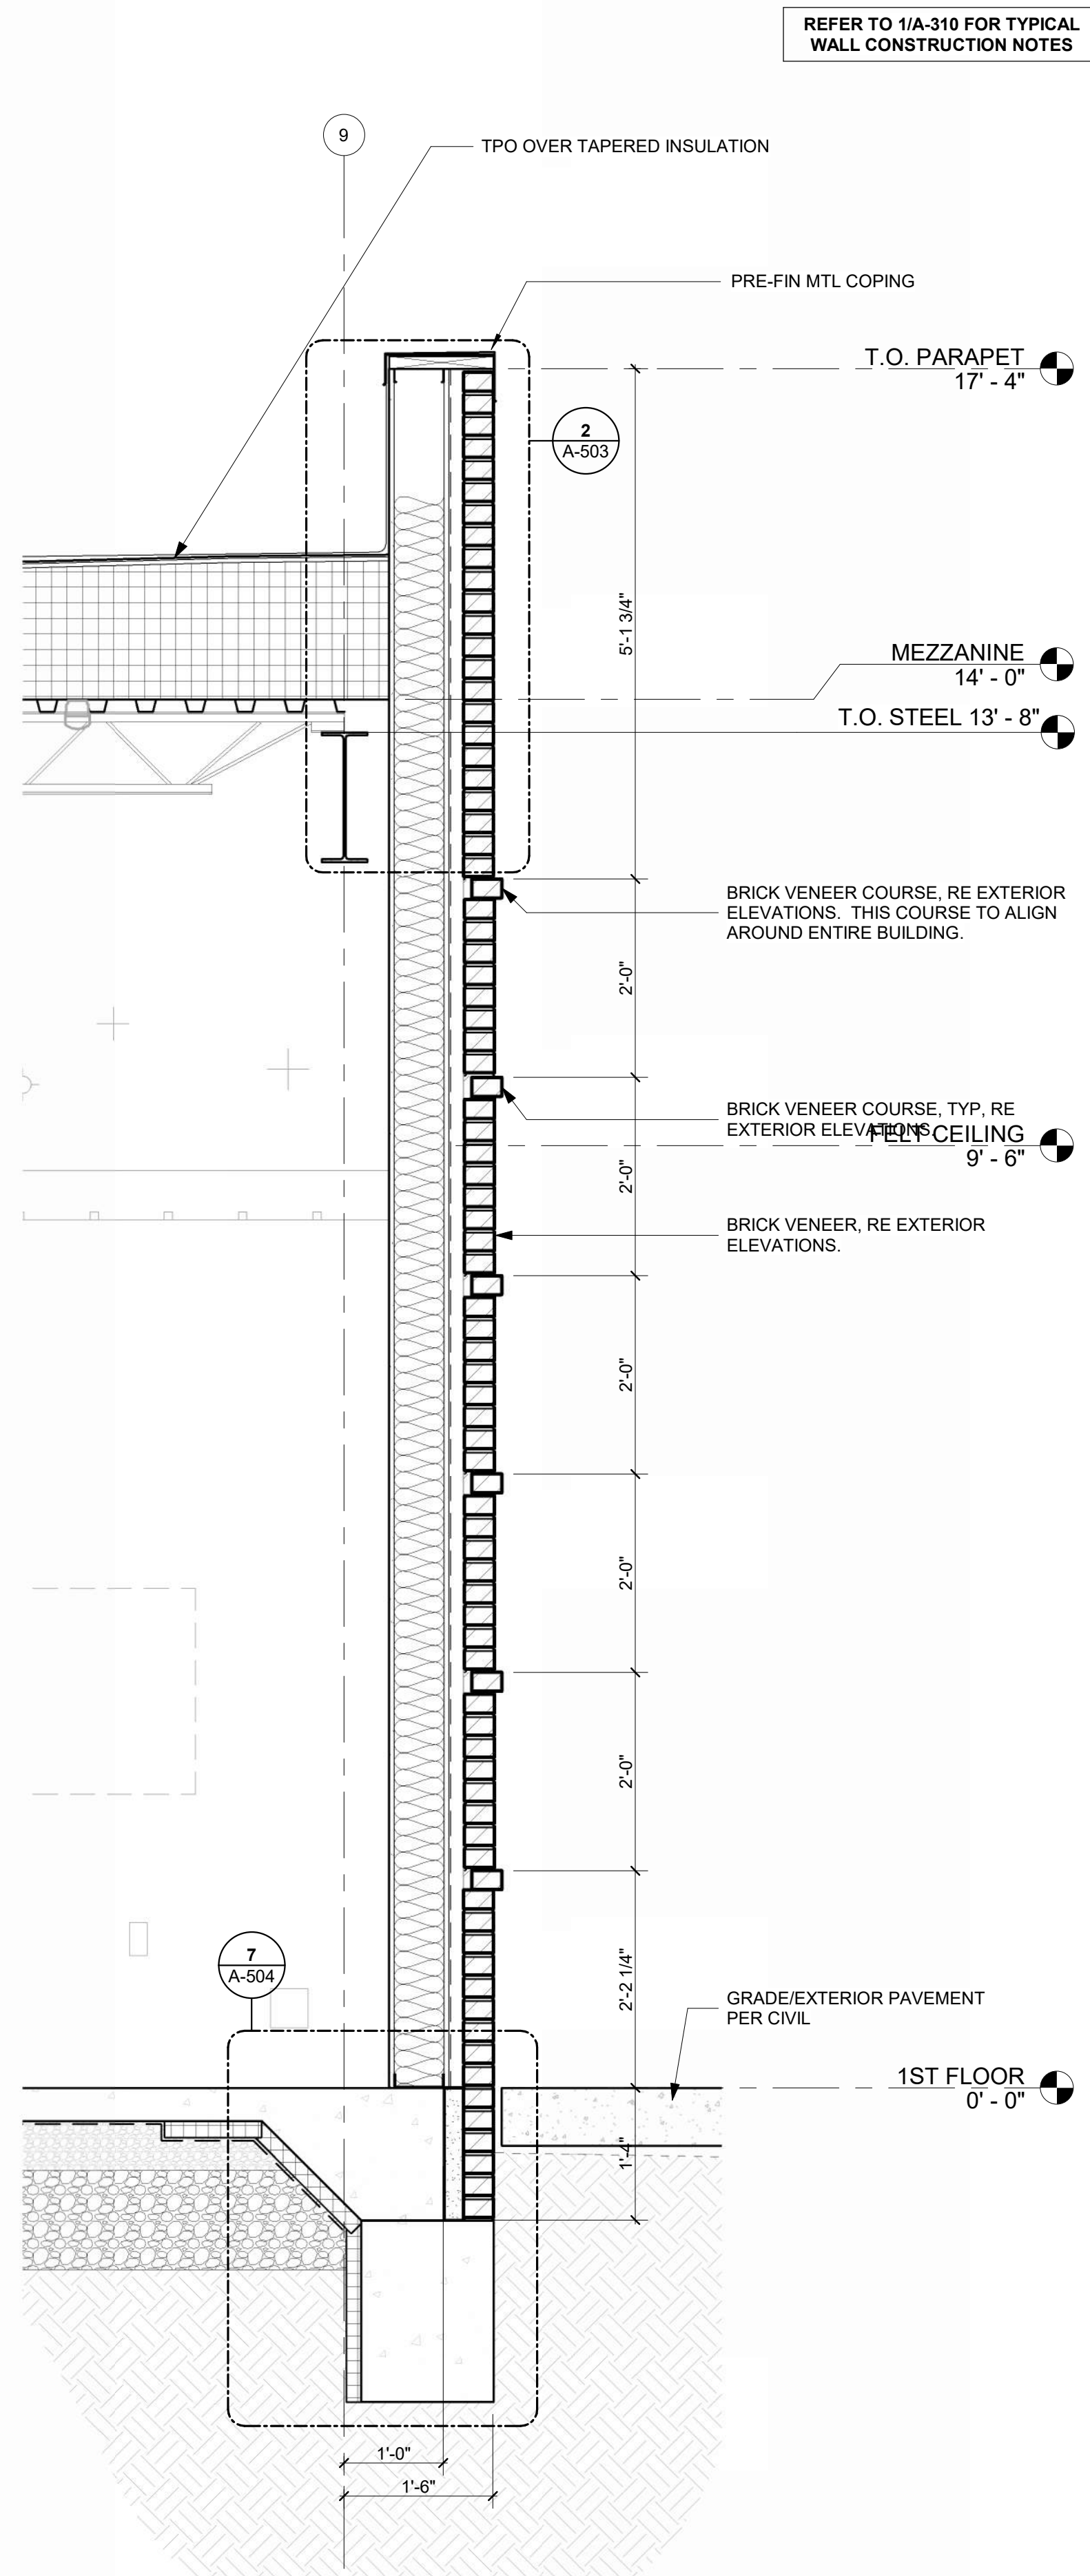 REFER TO 1/A-310 FOR TYPICAL
WALL CONSTRUCTION NOTES
9
TPO OVER TAPERED INSULATION
PRE-FIN MTL COPING
T.O. PARAPET
17' - 4"
2
A-503
5'-1 3/4"
MEZZANINE
14' - 0"
T.O. STEEL 13' - 8"
BRICK VENEER COURSE, RE EXTERIOR
ELEVATIONS. THIS COURSE TO ALIGN
AROUND ENTIRE BUILDING.
2'-0"
BRICK VENEER COURSE, TYP, RE
EXTERIOR ELEVATIONS.
FELT CEILING
9' - 6"
2'-0"
BRICK VENEER, RE EXTERIOR
ELEVATIONS.
2'-0"
2'-0"
2'-0"
7
A-504
2'-2 1/4"
GRADE/EXTERIOR PAVEMENT
PER CIVIL
1ST FLOOR
0' - 0"
1'-4"
1'-0"
1'-6"